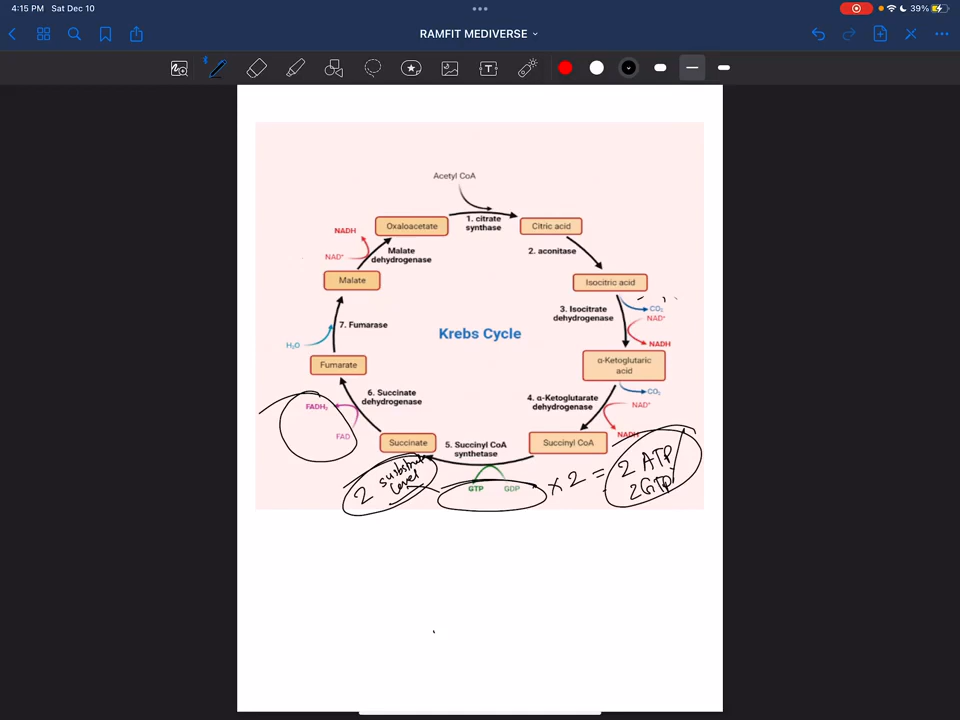 4:15 PM Sat Dec 10
39%
RAMFIT MEDIVERSE
Acetyl CoA
Oxaloacetate
1. citrate
synthase
Citric acid
NADH
NAD⁺
Malate
dehydrogenase
2. aconitase
Malate
Isocitric acid
3. Isocitrate
dehydrogenase
CO₂
NAD⁺
NADH
7. Fumarase
Krebs Cycle
H₂O
Fumarate
α-Ketoglutaric
acid
CO₂
6. Succinate
dehydrogenase
4. α-Ketoglutarate
dehydrogenase
NAD⁺
NADH
FADH₂
FAD
Succinate
5. Succinyl CoA
synthetase
Succinyl CoA
GTP GDP
2 substrate
level
x 2 = 2 ATP/
2GTP